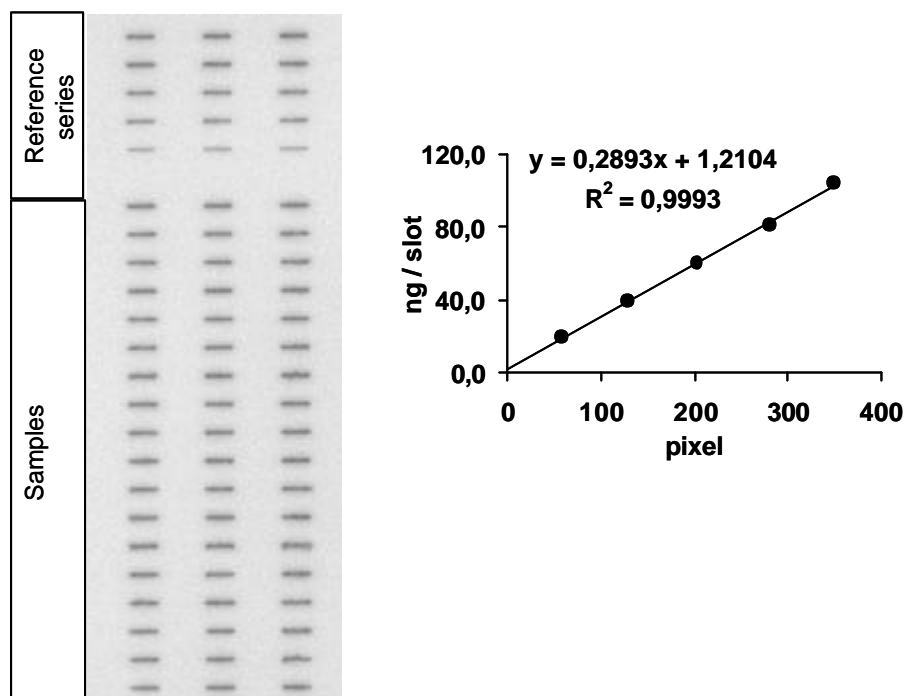 Reference
series
Samples
y = 0,2893x + 1,2104
R² = 0,9993
120,0
80,0
40,0
0,0
ng / slot
0 100 200 300 400
pixel